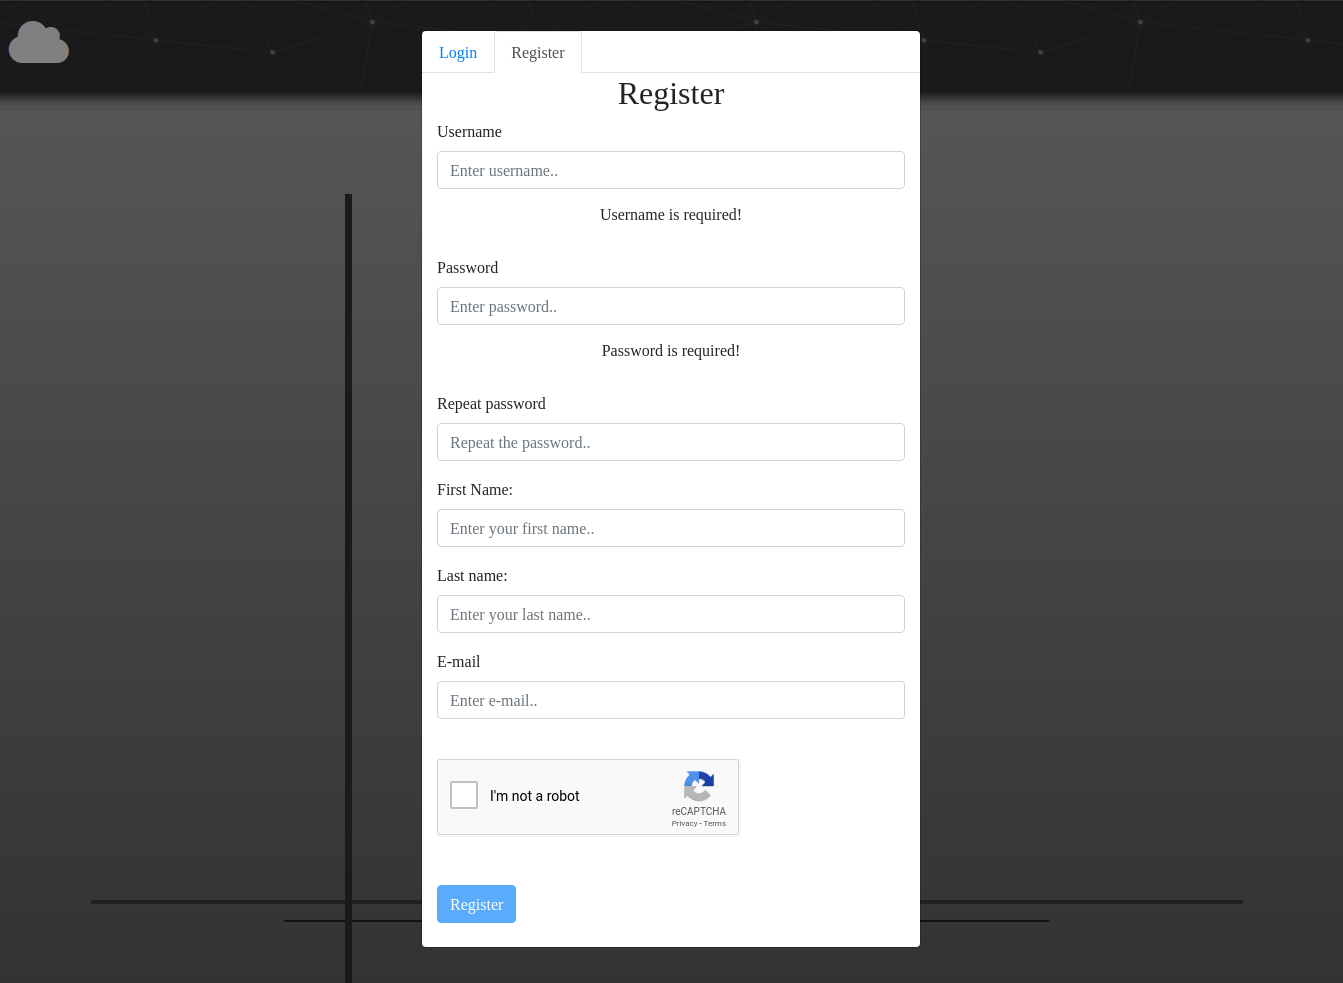 Login Register
Register
Username
Enter username..
Username is required!
Password
Enter password..
Password is required!
Repeat password
Repeat the password..
First Name:
Enter your first name..
Last name:
Enter your last name..
E-mail
Enter e-mail..
I'm not a robot
reCAPTCHA
Privacy - Terms
Register